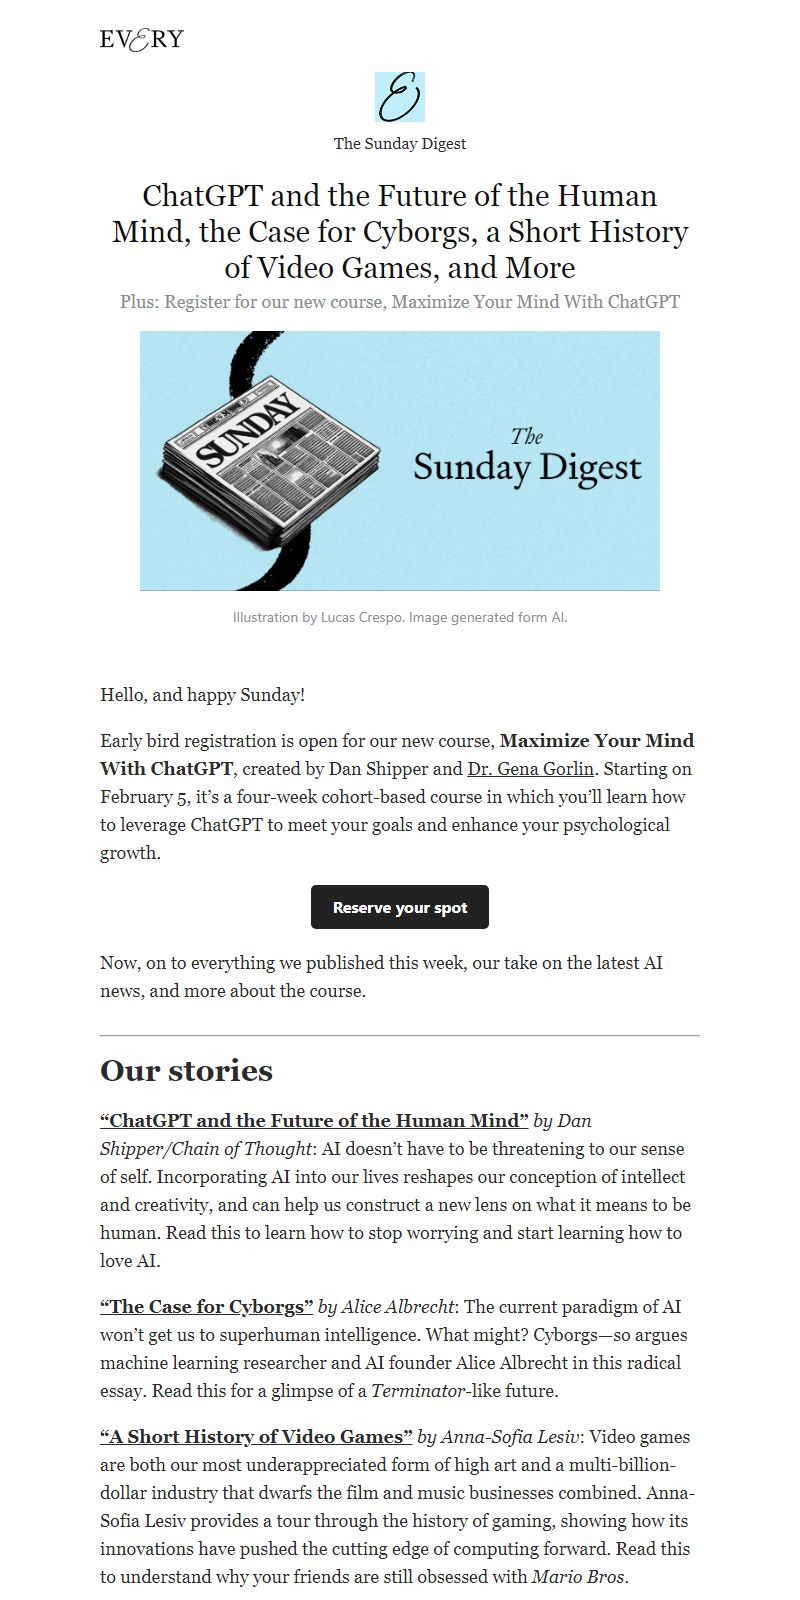 EVERY
E
The Sunday Digest
ChatGPT and the Future of the Human
Mind, the Case for Cyborgs, a Short History
of Video Games, and More
Plus: Register for our new course, Maximize Your Mind With ChatGPT
SUNDAY
The
Sunday Digest
Illustration by Lucas Crespo. Image generated form AI.
Hello, and happy Sunday!
Early bird registration is open for our new course, Maximize Your Mind
With ChatGPT, created by Dan Shipper and Dr. Gena Gorlin. Starting on
February 5, it’s a four-week cohort-based course in which you’ll learn how
to leverage ChatGPT to meet your goals and enhance your psychological
growth.
Reserve your spot
Now, on to everything we published this week, our take on the latest AI
news, and more about the course.
Our stories
“ChatGPT and the Future of the Human Mind” by Dan
Shipper/Chain of Thought: AI doesn’t have to be threatening to our sense
of self. Incorporating AI into our lives reshapes our conception of intellect
and creativity, and can help us construct a new lens on what it means to be
human. Read this to learn how to stop worrying and start learning how to
love AI.
“The Case for Cyborgs” by Alice Albrecht: The current paradigm of AI
won’t get us to superhuman intelligence. What might? Cyborgs—so argues
machine learning researcher and AI founder Alice Albrecht in this radical
essay. Read this for a glimpse of a Terminator-like future.
“A Short History of Video Games” by Anna-Sofia Lesiv: Video games
are both our most underappreciated form of high art and a multi-billion-
dollar industry that dwarfs the film and music businesses combined. Anna-
Sofia Lesiv provides a tour through the history of gaming, showing how its
innovations have pushed the cutting edge of computing forward. Read this
to understand why your friends are still obsessed with Mario Bros.